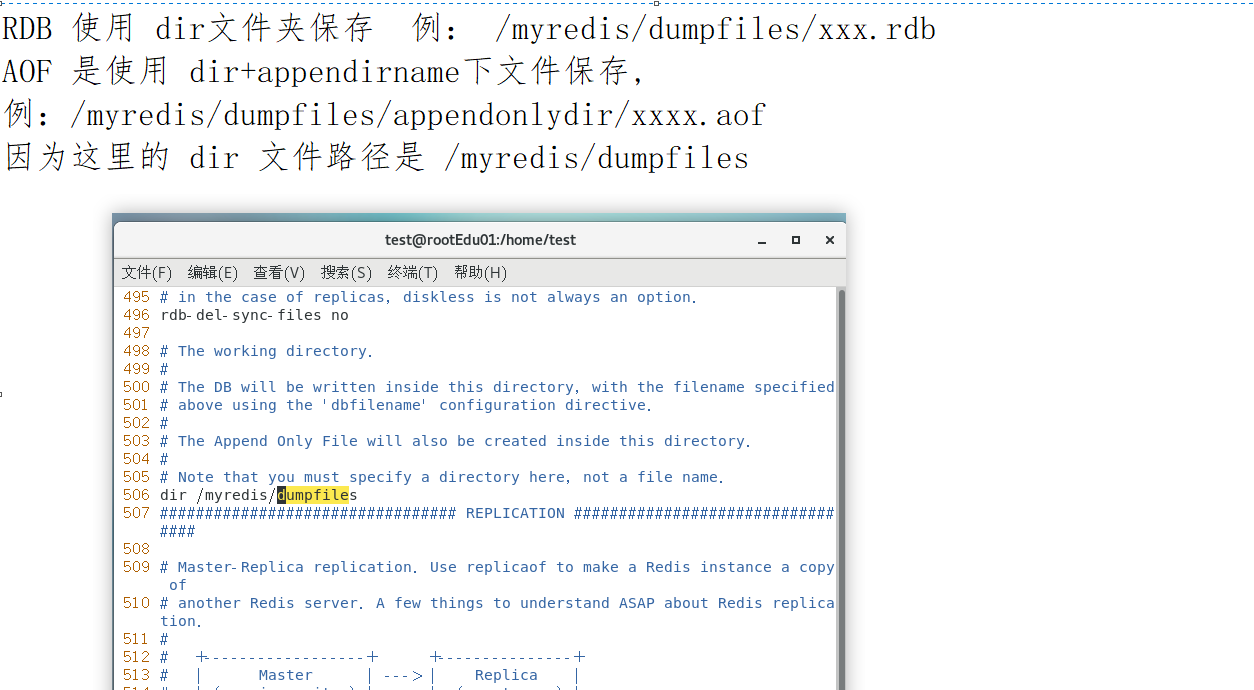 RDB 使用 dir文件夹保存 例： /myredis/dumpfiles/xxx.rdb
AOF 是使用 dir+appendirname下文件保存,
例：/myredis/dumpfiles/appendonlydir/xxxx.aof
因为这里的 dir 文件路径是 /myredis/dumpfiles
test@rootEdu01:/home/test
文件(F) 编辑(E) 查看(V) 搜索(S) 终端(T) 帮助(H)
495 # in the case of replicas, diskless is not always an option.
496 rdb-del-sync-files no
497
498 # The working directory.
499 #
500 # The DB will be written inside this directory, with the filename specified
501 # above using the 'dbfilename' configuration directive.
502 #
503 # The Append Only File will also be created inside this directory.
504 #
505 # Note that you must specify a directory here, not a file name.
506 dir /myredis/dumpfiles
507 ################################# REPLICATION #############################
####
508
509 # Master-Replica replication. Use replicaof to make a Redis instance a copy
of
510 # another Redis server. A few things to understand ASAP about Redis replica
tion.
511 #
512 # +------------------+ +---------------+
513 # | Master | ---> | Replica |